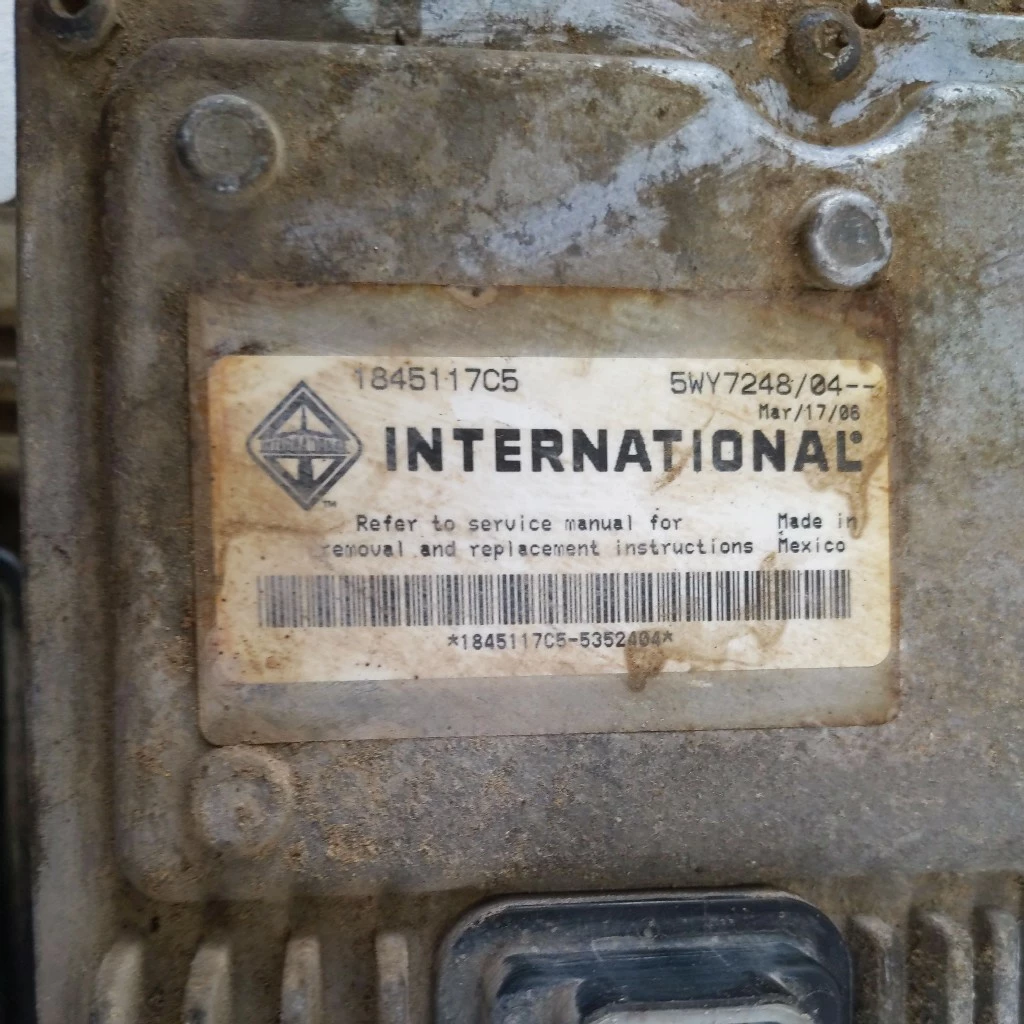 1845117C5 5WY7248/04--
Mar/17/06
INTERNATIONAL®
TM
Refer to service manual for Made in
removal and replacement instructions Mexico
*1845117C5-5352404*